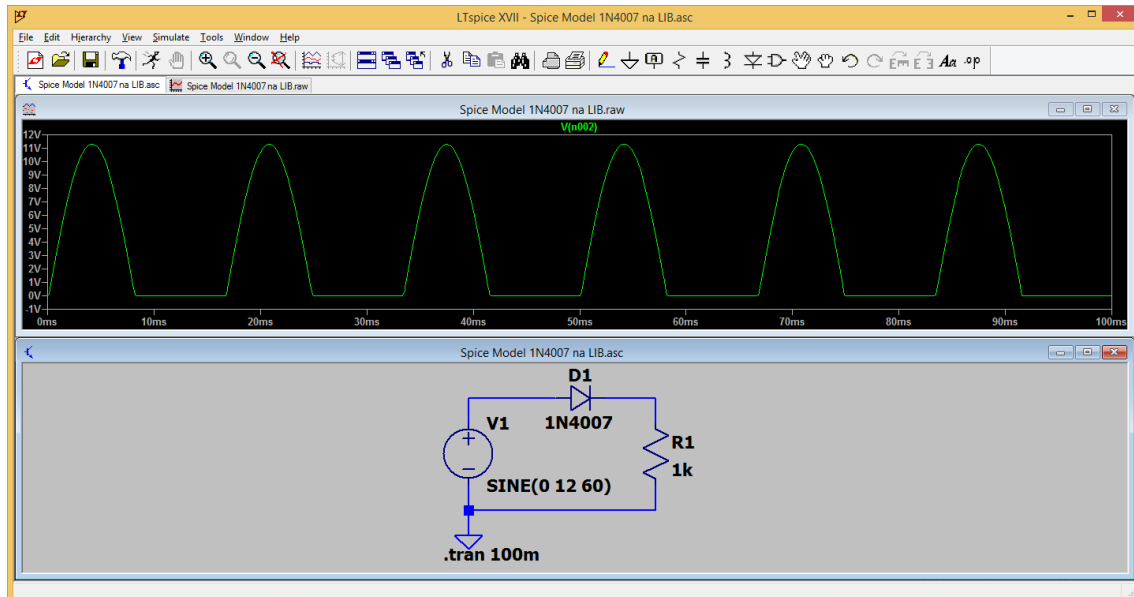 LTspice XVII - Spice Model 1N4007 na LIB.asc
File Edit Hierarchy View Simulate Tools Window Help
Aa .op
Spice Model 1N4007 na LIB.asc Spice Model 1N4007 na LIB.raw
Spice Model 1N4007 na LIB.raw
V(n002)
12V
11V
10V
9V
8V
7V
6V
5V
4V
3V
2V
1V
0V
-1V
0ms 10ms 20ms 30ms 40ms 50ms 60ms 70ms 80ms 90ms 100ms
Spice Model 1N4007 na LIB.asc
D1
V1 1N4007
R1
1k
SINE(0 12 60)
.tran 100m